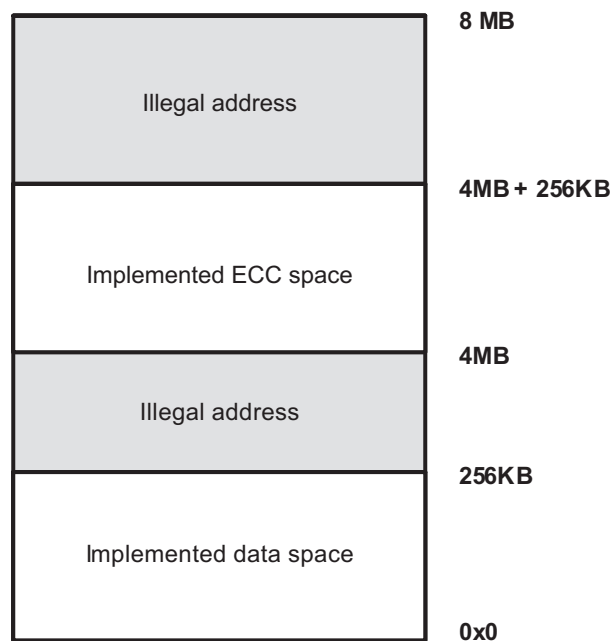 8 MB
Illegal address
4MB + 256KB
Implemented ECC space
4MB
Illegal address
256KB
Implemented data space
0x0